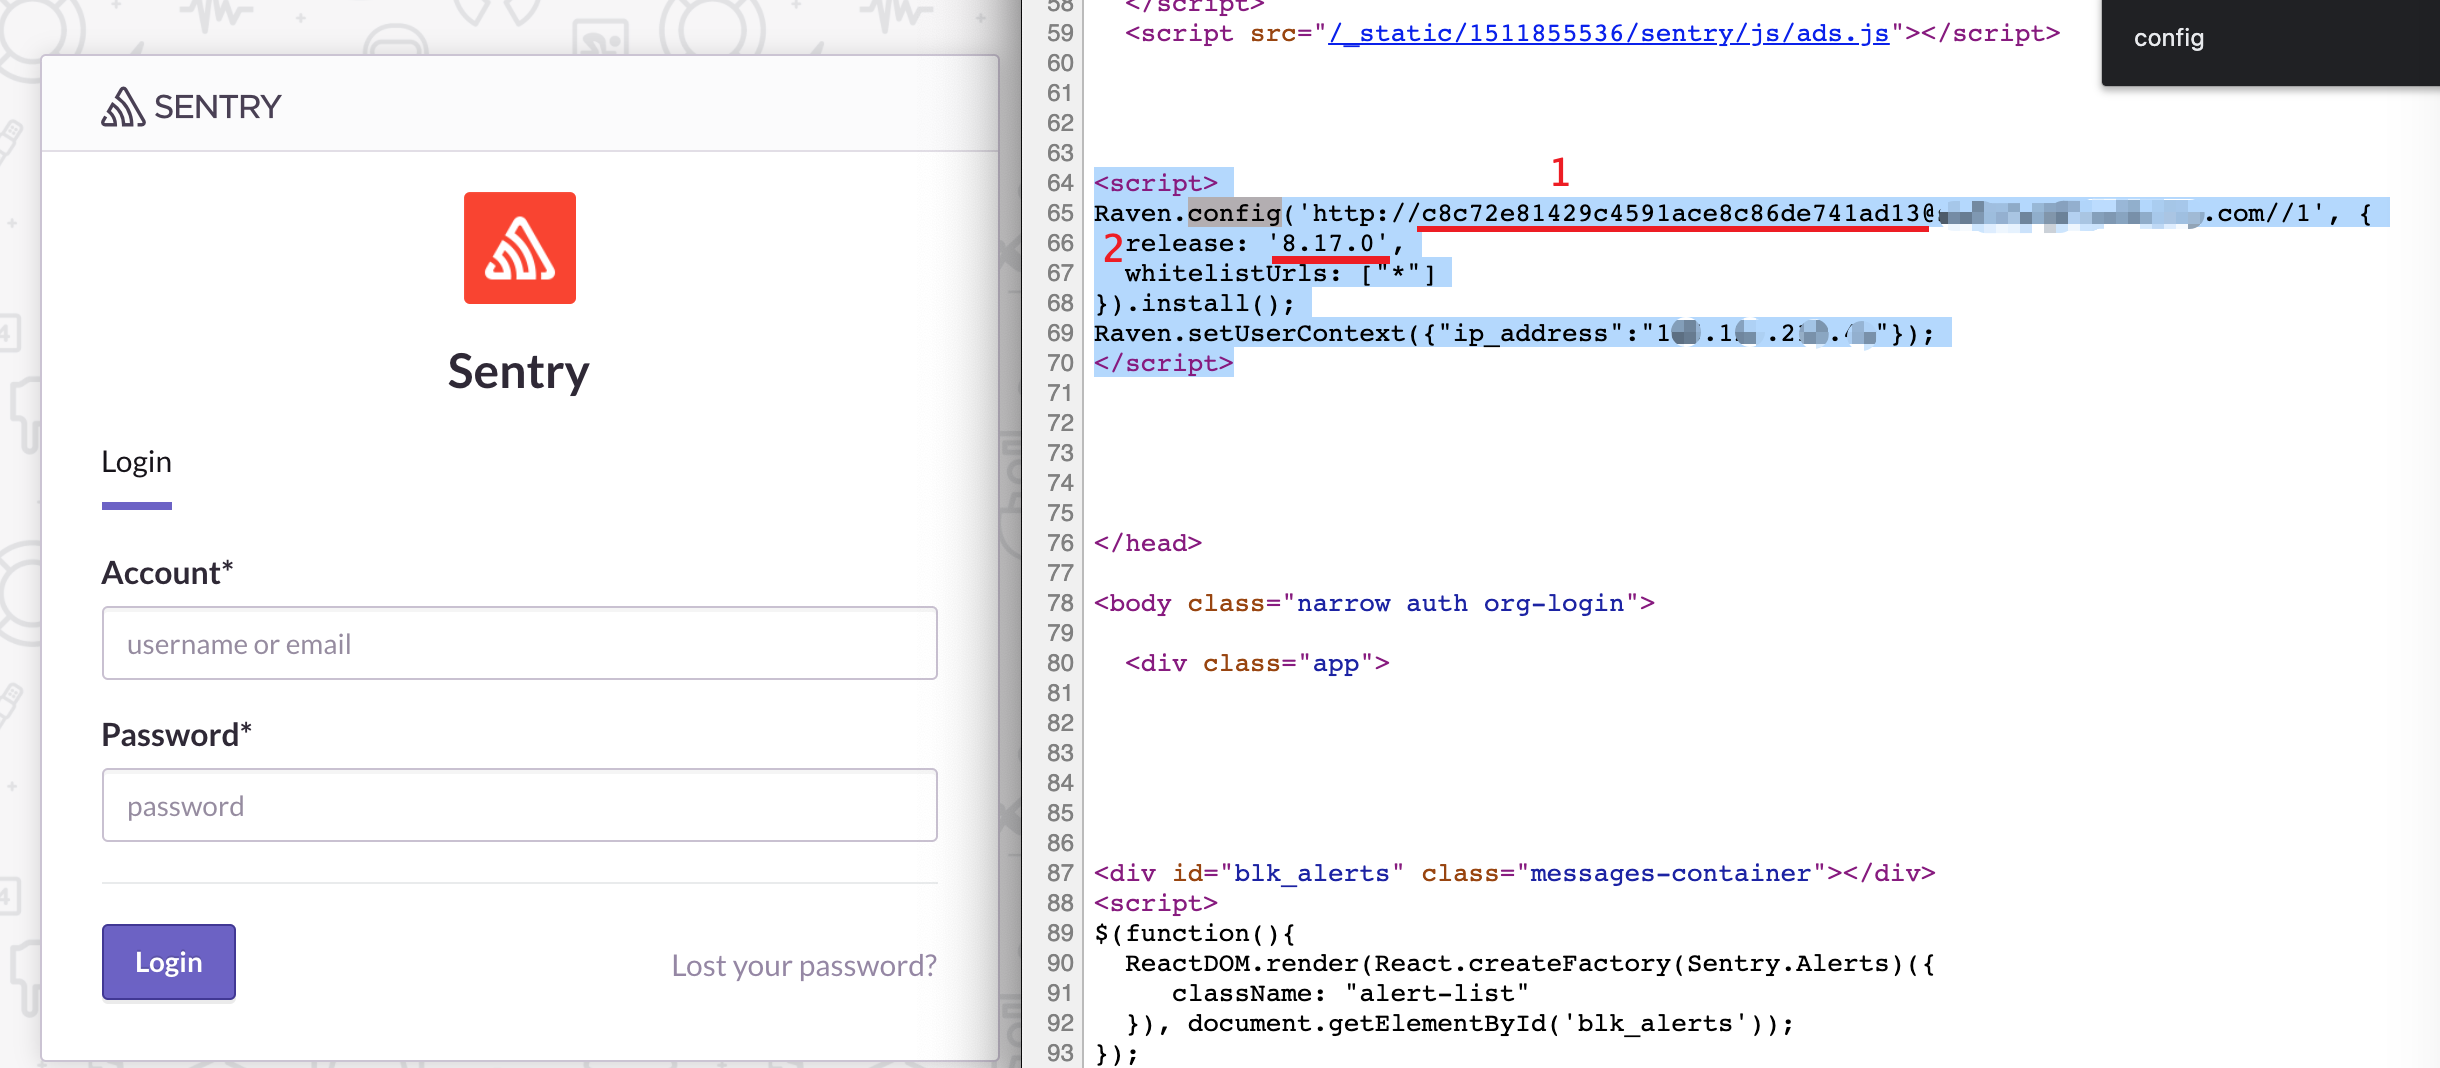 SENTRY
Sentry
Login
Account*
username or email
Password*
password
Login
Lost your password?
config
58 </script>
59 <script src="/_static/1511855536/sentry/js/ads.js"></script>
60
61
62
63
1
64 <script>
65 Raven.config('http://c8c72e81429c4591ace8c86de741ad13@ .com//1', {
2
66 release: '8.17.0',
67 whitelistUrls: ["*"]
68 }).install();
69 Raven.setUserContext({"ip_address":"1 .1 .2 . "});
70 </script>
71
72
73
74
75
76 </head>
77
78 <body class="narrow auth org-login">
79
80 <div class="app">
81
82
83
84
85
86
87 <div id="blk_alerts" class="messages-container"></div>
88 <script>
89 $(function(){
90 ReactDOM.render(React.createFactory(Sentry.Alerts)({
91 className: "alert-list"
92 }), document.getElementById('blk_alerts'));
93 });